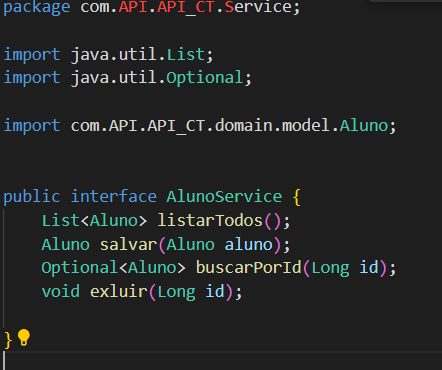 package com.API.API_CT.Service;
import java.util.List;
import java.util.Optional;
import com.API.API_CT.domain.model.Aluno;
public interface AlunoService {
List<Aluno> listarTodos();
Aluno salvar(Aluno aluno);
Optional<Aluno> buscarPorId(Long id);
void exluir(Long id);
}